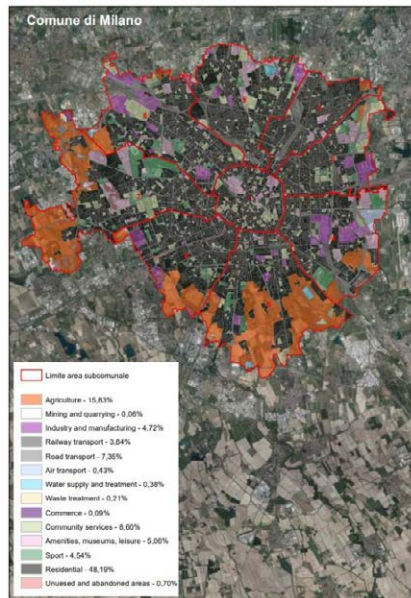 Comune di Milano
Limite area subcomunale
Agriculture - 15,83%
Mining and quarrying - 0,06%
Industry and manufacturing - 4,72%
Railway transport - 3,84%
Road transport - 7,35%
Air transport - 0,43%
Water supply and treatment - 0,38%
Waste treatment - 0,21%
Commerce - 0,09%
Community services - 8,60%
Amenities, museums, leisure - 5,06%
Sport - 4,54%
Residential - 48,19%
Unuesed and abandoned areas - 0,70%